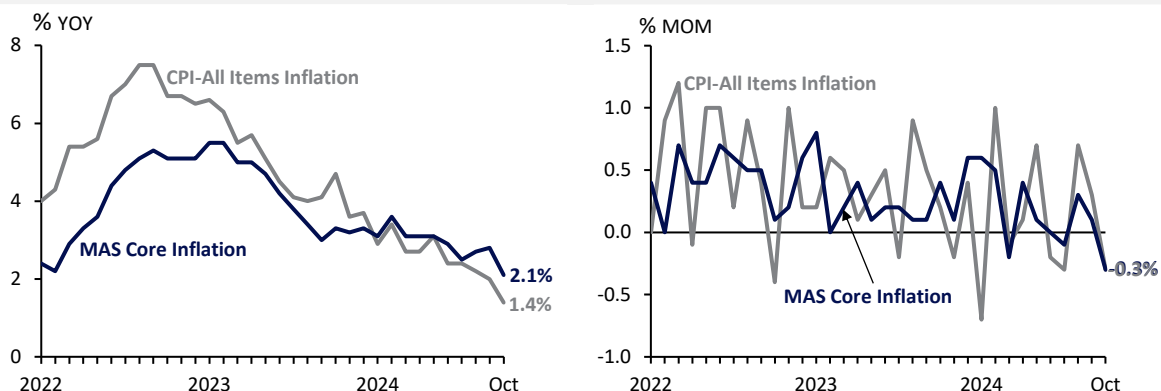 % YOY
8
6
4
2
0
CPI-All Items Inflation
MAS Core Inflation
2.1%
1.4%
2022 2023 2024 Oct
% MOM
1.5
1.0
0.5
0.0
-0.5
-1.0
CPI-All Items Inflation
MAS Core Inflation
-0.3%
2022 2023 2024 Oct